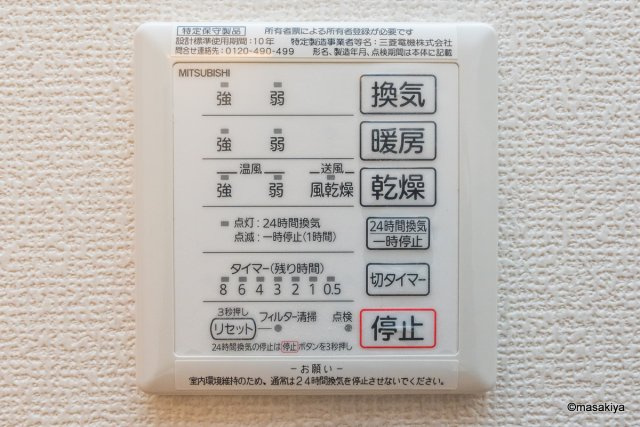 特定保守製品 所有者票による所有者登録が必要です
設計標準使用期間：10年 特定製造事業者等名：三菱電機株式会社
問合せ連絡先：0120-490-499 形名、製造年月、点検期間は本体に記載
MITSUBISHI
強 弱 換気
強 弱 暖房
温風 送風
強 弱 風乾燥 乾燥
点灯：24時間換気
点滅：一時停止(1時間)
24時間換気
一時停止
タイマー(残り時間)
8 6 4 3 2 1 0.5
切タイマー
3秒押し
リセット フィルター清掃 点検
停止
24時間換気の停止は停止ボタンを3秒押し
－お願い－
室内環境維持のため、通常は24時間換気を停止させないでください。
©masakiya